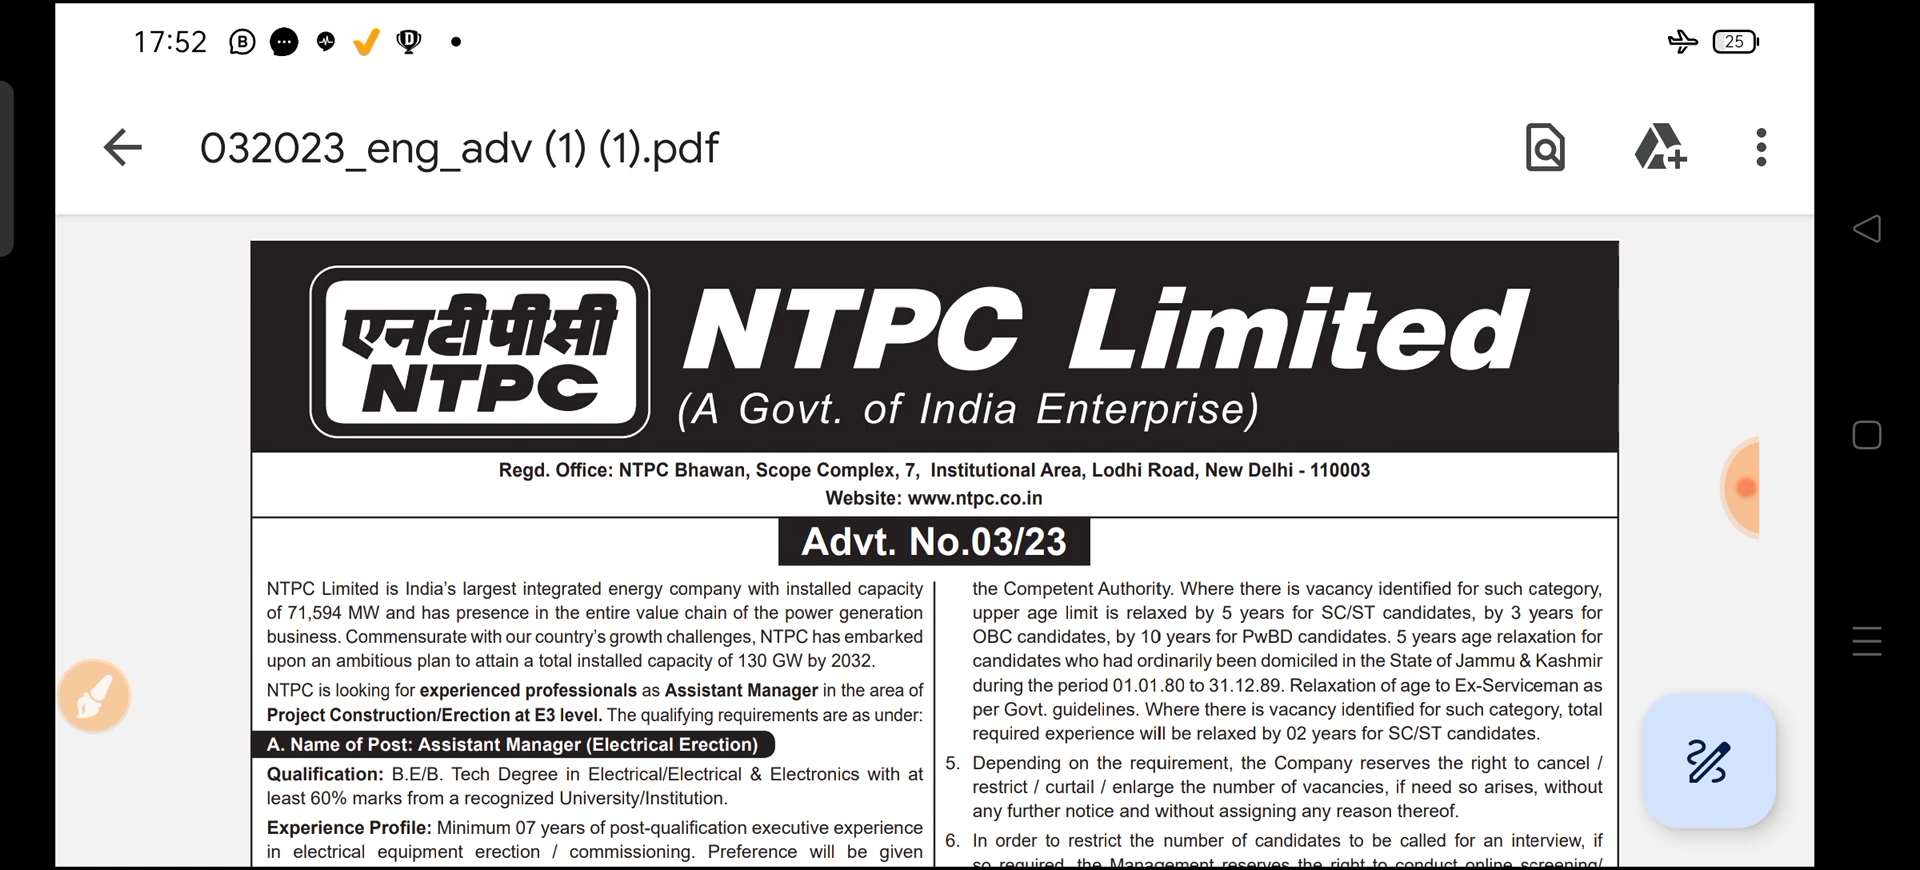 17:52
25
032023_eng_adv (1) (1).pdf
एनटीपीसी
NTPC
NTPC Limited
(A Govt. of India Enterprise)
Regd. Office: NTPC Bhawan, Scope Complex, 7, Institutional Area, Lodhi Road, New Delhi - 110003
Website: www.ntpc.co.in
Advt. No.03/23
NTPC Limited is India's largest integrated energy company with installed capacity
of 71,594 MW and has presence in the entire value chain of the power generation
business. Commensurate with our country's growth challenges, NTPC has embarked
upon an ambitious plan to attain a total installed capacity of 130 GW by 2032.
NTPC is looking for experienced professionals as Assistant Manager in the area of
Project Construction/Erection at E3 level. The qualifying requirements are as under:
A. Name of Post: Assistant Manager (Electrical Erection)
Qualification: B.E/B. Tech Degree in Electrical/Electrical & Electronics with at
least 60% marks from a recognized University/Institution.
Experience Profile: Minimum 07 years of post-qualification executive experience
in electrical equipment erection / commissioning. Preference will be given
the Competent Authority. Where there is vacancy identified for such category,
upper age limit is relaxed by 5 years for SC/ST candidates, by 3 years for
OBC candidates, by 10 years for PwBD candidates. 5 years age relaxation for
candidates who had ordinarily been domiciled in the State of Jammu & Kashmir
during the period 01.01.80 to 31.12.89. Relaxation of age to Ex-Serviceman as
per Govt. guidelines. Where there is vacancy identified for such category, total
required experience will be relaxed by 02 years for SC/ST candidates.
5. Depending on the requirement, the Company reserves the right to cancel /
restrict / curtail / enlarge the number of vacancies, if need so arises, without
any further notice and without assigning any reason thereof.
6. In order to restrict the number of candidates to be called for an interview, if
so required, the Management reserves the right to conduct online screening/